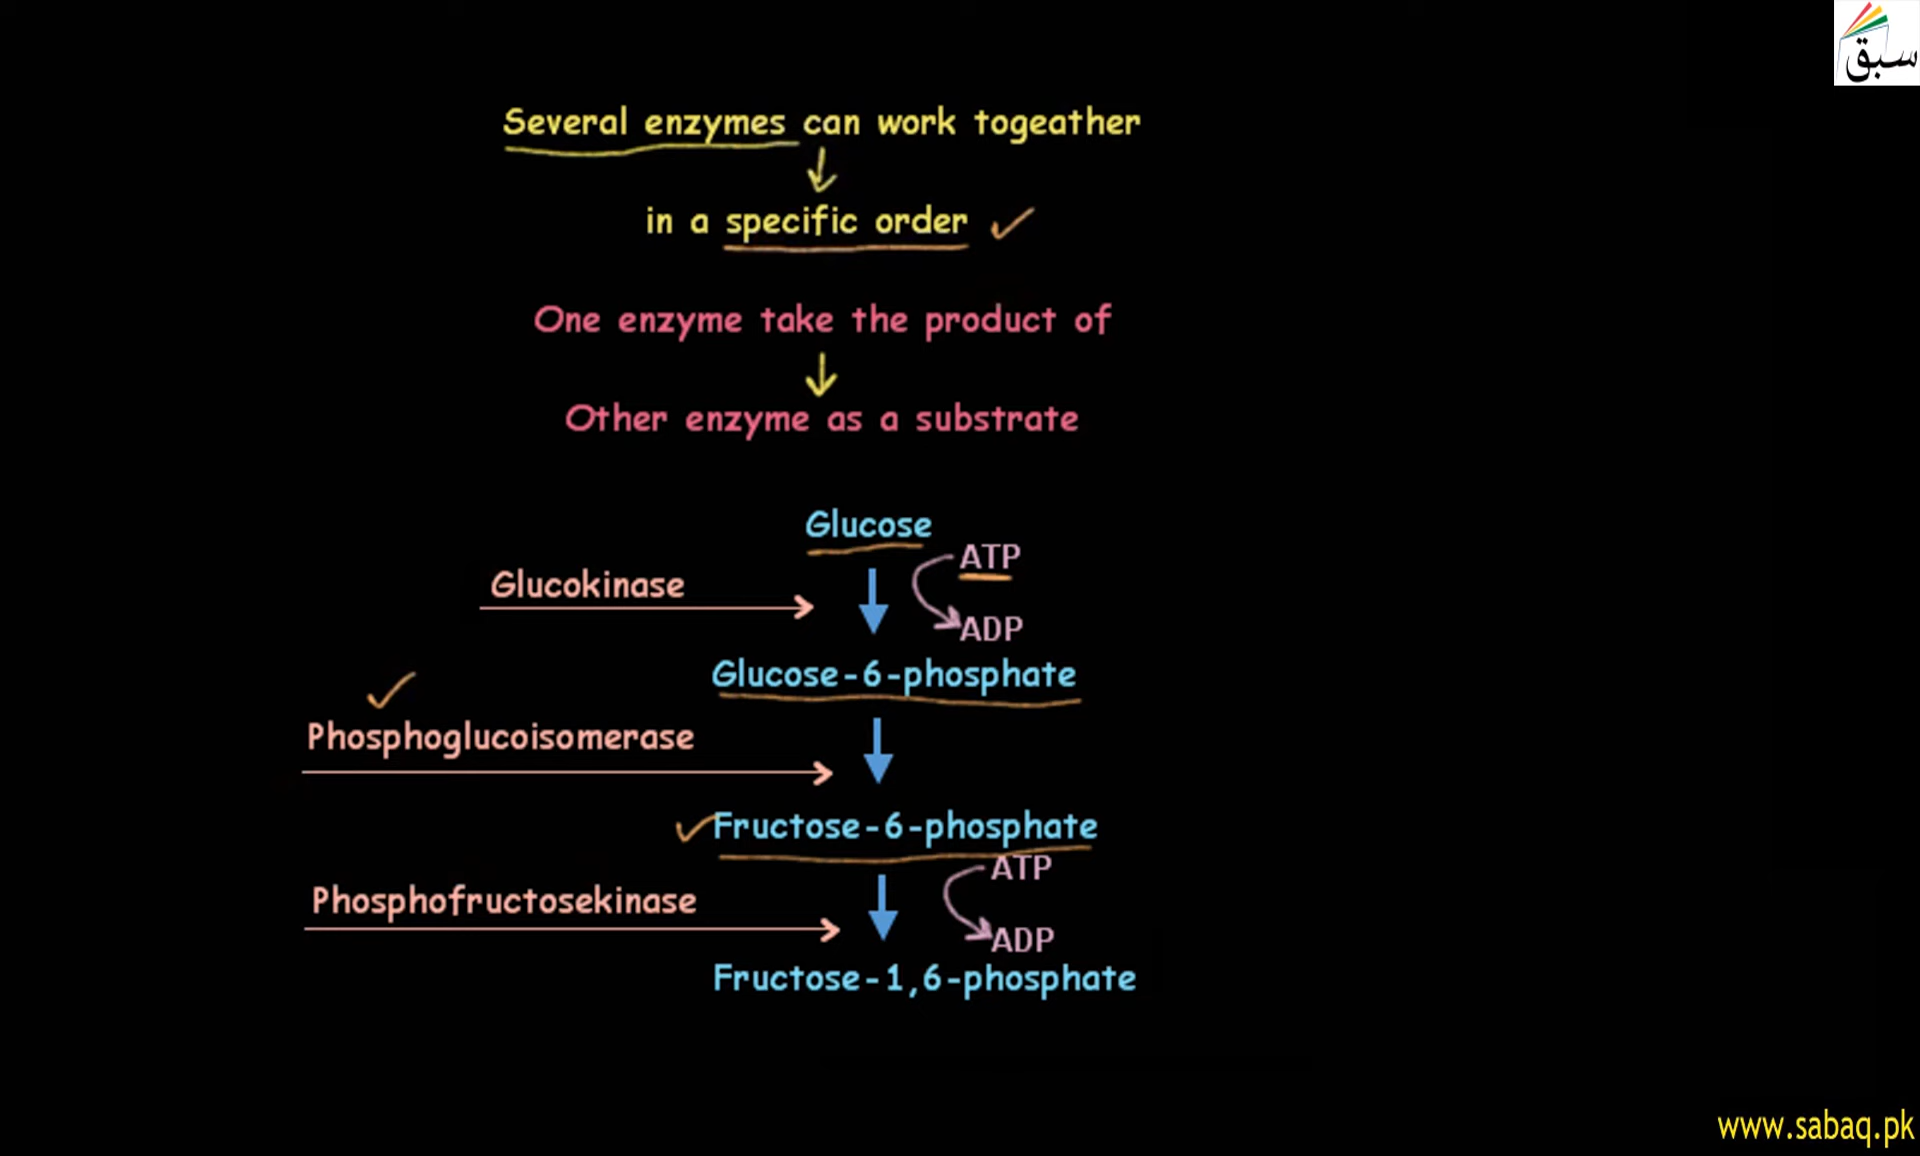 سبق
Several enzymes can work togeather
in a specific order
One enzyme take the product of
Other enzyme as a substrate
Glucose
ATP
Glucokinase
ADP
Glucose-6-phosphate
Phosphoglucoisomerase
Fructose-6-phosphate
ATP
Phosphofructosekinase
ADP
Fructose-1,6-phosphate
www.sabaq.pk